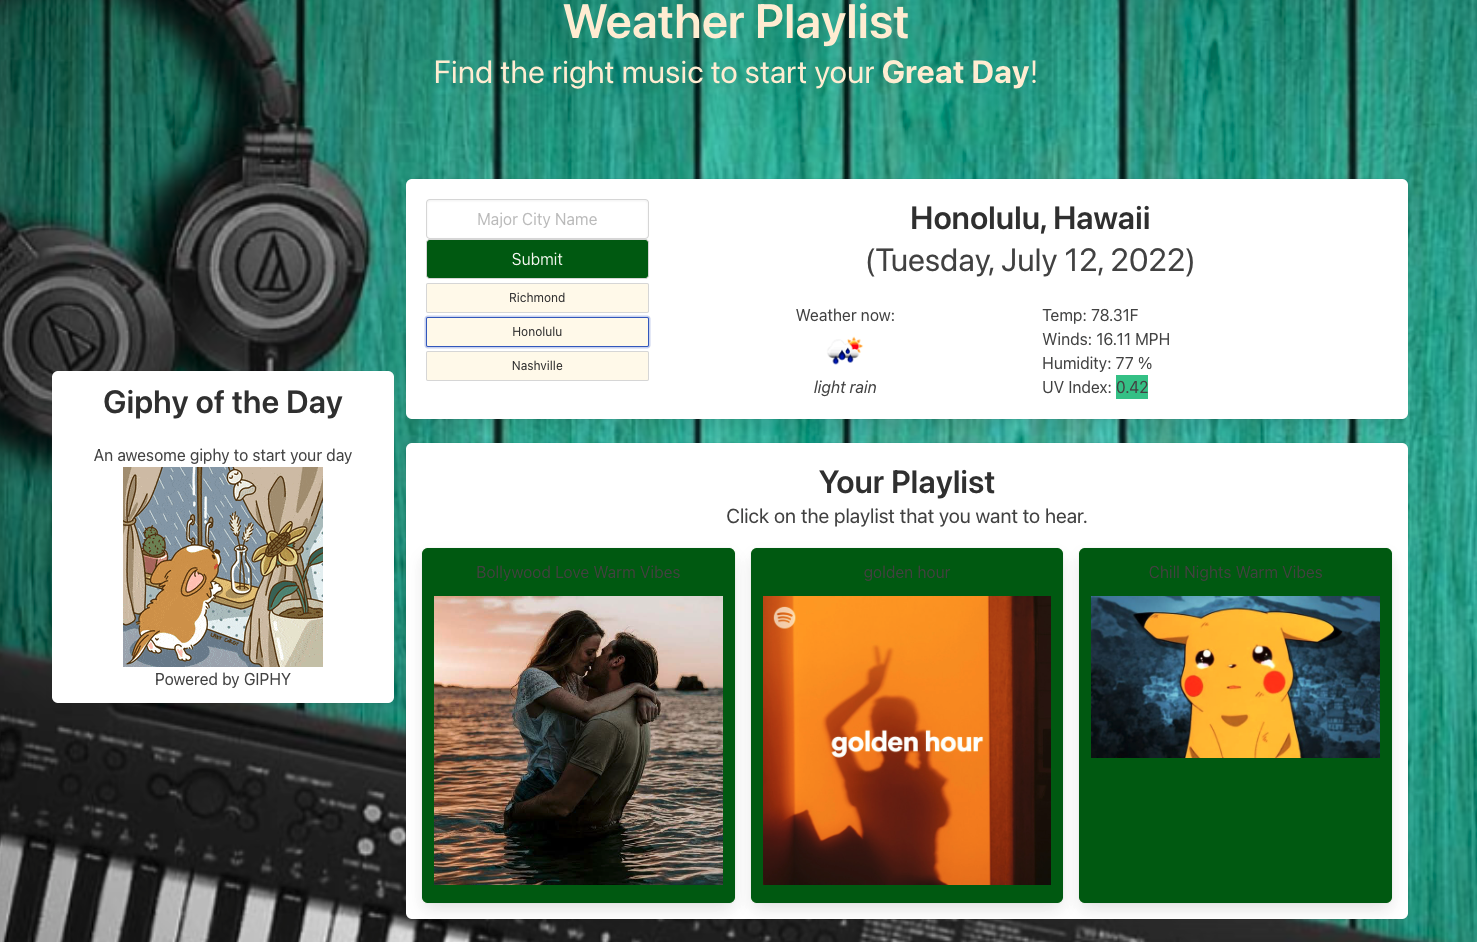 Weather Playlist
Find the right music to start your Great Day!
Major City Name
Submit
Richmond
Honolulu
Nashville
Honolulu, Hawaii
(Tuesday, July 12, 2022)
Weather now:
light rain
Temp: 78.31F
Winds: 16.11 MPH
Humidity: 77 %
UV Index: 0.42
Giphy of the Day
An awesome giphy to start your day
Powered by GIPHY
Your Playlist
Click on the playlist that you want to hear.
Bollywood Love Warm Vibes
golden hour
golden hour
Chill Nights Warm Vibes